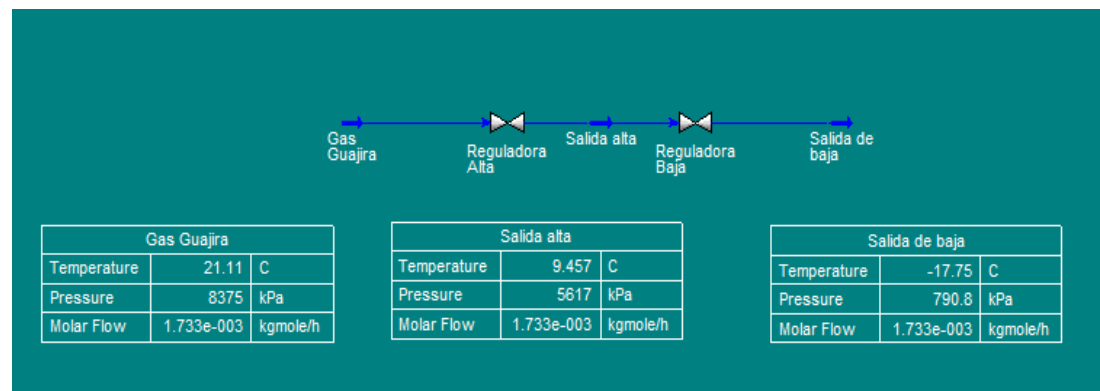 Gas
Guajira
Reguladora
Alta
Salida alta
Reguladora
Baja
Salida de
baja
Gas Guajira
Temperature 21.11 C
Pressure 8375 kPa
Molar Flow 1.733e-003 kgmole/h
Salida alta
Temperature 9.457 C
Pressure 5617 kPa
Molar Flow 1.733e-003 kgmole/h
Salida de baja
Temperature -17.75 C
Pressure 790.8 kPa
Molar Flow 1.733e-003 kgmole/h